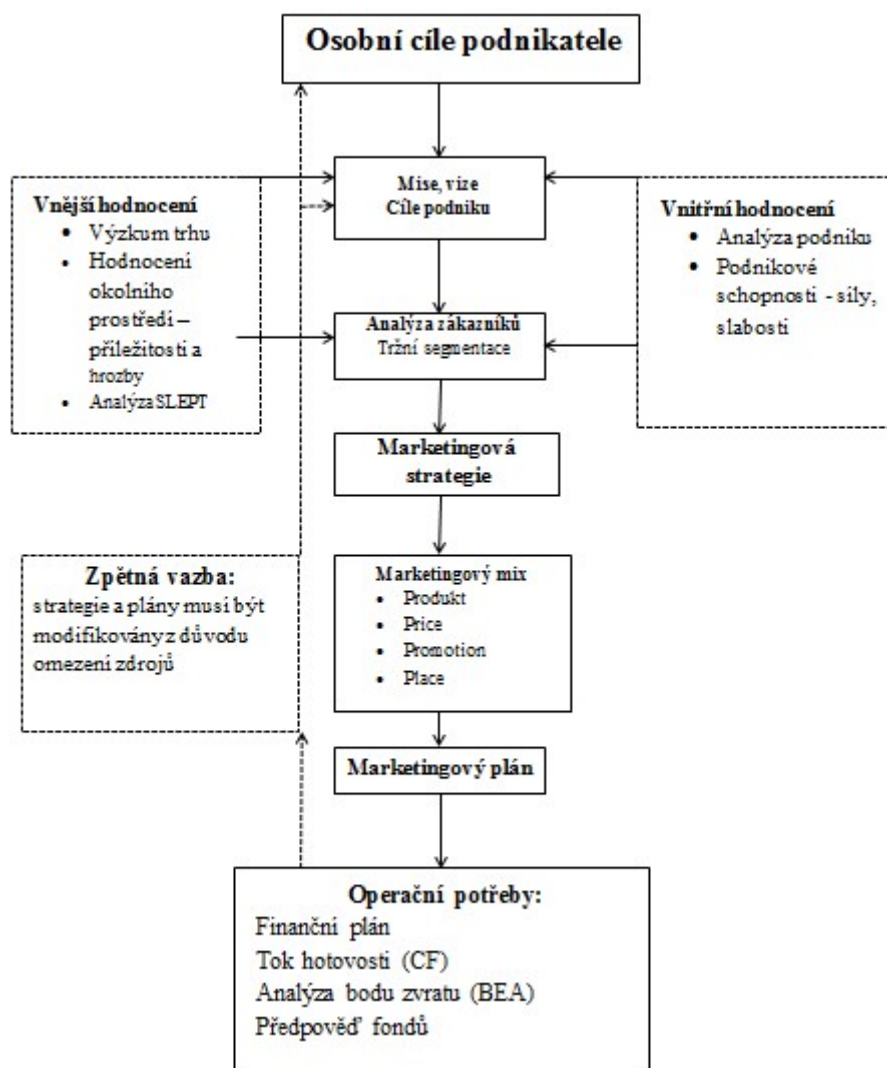 Osobní cíle podnikatele
Mise, vize
Cíle podniku
Vnější hodnocení
• Výzkum trhu
• Hodnocení
okolního
prostředí –
příležitosti a
hrozby
• Analýza SLEPT
Vnitřní hodnocení
• Analýza podniku
• Podnikové
schopnosti - síly,
slabosti
Analýza zákazníků
Tržní segmentace
Marketingová
strategie
Zpětná vazba:
strategie a plány musí být
modifikovány z důvodu
omezení zdrojů
Marketingový mix
• Produkt
• Price
• Promotion
• Place
Marketingový plán
Operační potřeby:
Finanční plán
Tok hotovosti (CF)
Analýza bodu zvratu (BEA)
Předpověď fondů